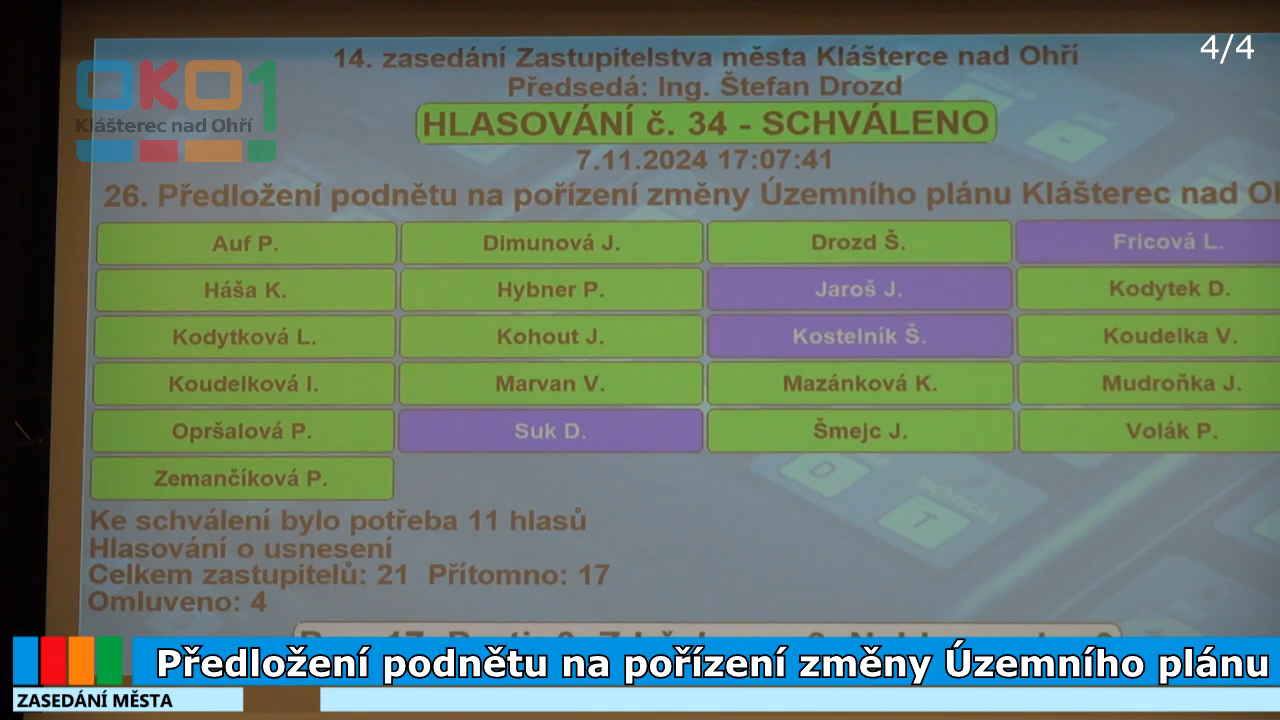 4/4
OKO1
Klášterec nad Ohří
14. zasedání Zastupitelstva města Klášterce nad Ohří
Předsedá: Ing. Štefan Drozd
HLASOVÁNÍ č. 34 - SCHVÁLENO
7.11.2024 17:07:41
26. Předložení podnětu na pořízení změny Územního plánu Klášterec nad
Auf P. Dimunová J. Drozd Š. Fricová L.
Háša K. Hybner P. Jaroš J. Kodytek D.
Kodytková L. Kohout J. Kostelník Š. Koudelka V.
Koudelková I. Marvan V. Mazánková K. Mudroňka J.
Opršalová P. Suk D. Šmejc J. Volák P.
Zemančíková P.
D
T
Ke schválení bylo potřeba 11 hlasů
Hlasování o usnesení
Celkem zastupitelů: 21 Přítomno: 17
Omluveno: 4
Předložení podnětu na pořízení změny Územního plánu
ZASEDÁNÍ MĚSTA